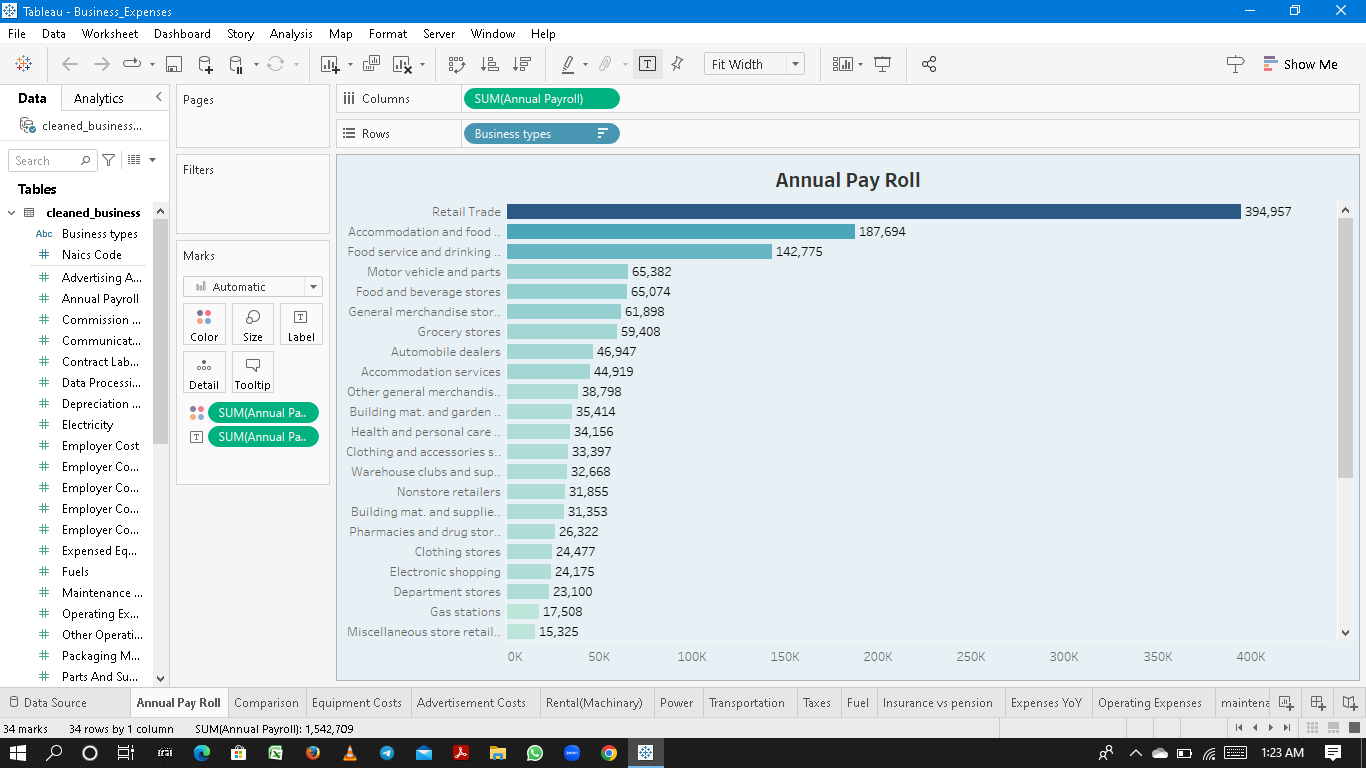 Tableau - Business_Expenses
File Data Worksheet Dashboard Story Analysis Map Format Server Window Help
Fit Width
Show Me
Data Analytics
cleaned_business...
Search
Tables
cleaned_business
Abc Business types
# Naics Code
# Advertising A...
# Annual Payroll
# Commission ...
# Communicat...
# Contract Lab...
# Data Processi...
# Depreciation ...
# Electricity
# Employer Cost
# Employer Co...
# Employer Co...
# Employer Co...
# Employer Co...
# Expensed Eq...
# Fuels
# Maintenance ...
# Operating Ex...
# Other Operati...
# Packaging M...
# Parts And Su...
Pages
Filters
Marks
Automatic
Color Size Label
Detail Tooltip
SUM(Annual Pa..
SUM(Annual Pa..
Columns SUM(Annual Payroll)
Rows Business types
Annual Pay Roll
Retail Trade 394,957
Accommodation and food .. 187,694
Food service and drinking .. 142,775
Motor vehicle and parts 65,382
Food and beverage stores 65,074
General merchandise stor.. 61,898
Grocery stores 59,408
Automobile dealers 46,947
Accommodation services 44,919
Other general merchandis.. 38,798
Building mat. and garden .. 35,414
Health and personal care .. 34,156
Clothing and accessories s.. 33,397
Warehouse clubs and sup.. 32,668
Nonstore retailers 31,855
Building mat. and supplie.. 31,353
Pharmacies and drug stor.. 26,322
Clothing stores 24,477
Electronic shopping 24,175
Department stores 23,100
Gas stations 17,508
Miscellaneous store retail.. 15,325
0K 50K 100K 150K 200K 250K 300K 350K 400K
Data Source Annual Pay Roll Comparison Equipment Costs Advertisement Costs Rental(Machinary) Power Transportation Taxes Fuel Insurance vs pension Expenses YoY Operating Expenses maintena
34 marks 34 rows by 1 column SUM(Annual Payroll): 1,542,709
1:23 AM